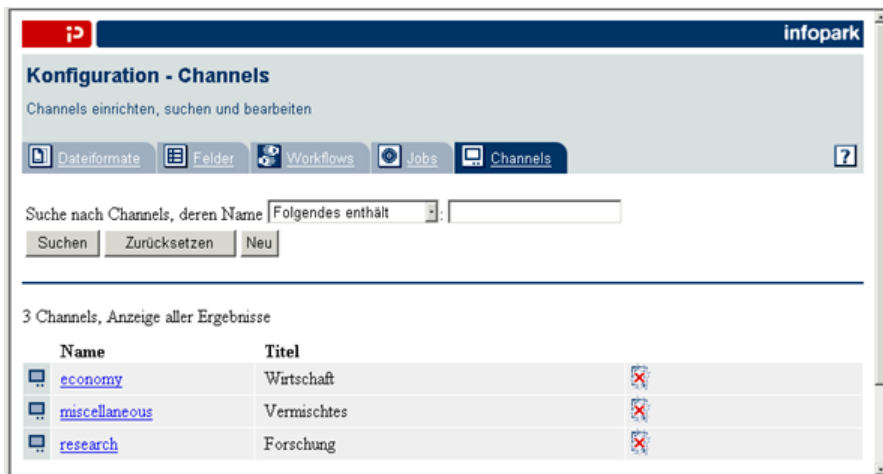 iP
infopark
Konfiguration - Channels
Channels einrichten, suchen und bearbeiten
Dateiformate Felder Workflows Jobs Channels ?
Suche nach Channels, deren Name Folgendes enthält :
Suchen Zurücksetzen Neu
3 Channels, Anzeige aller Ergebnisse
Name Titel
economy Wirtschaft
miscellaneous Vermischtes
research Forschung